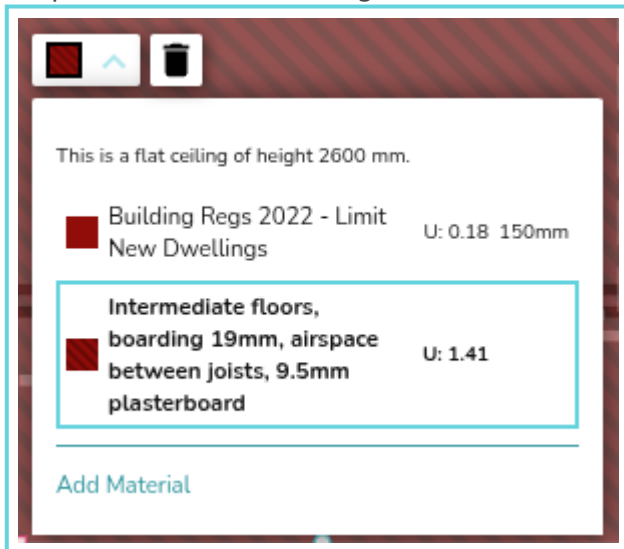 This is a flat ceiling of height 2600 mm.
Building Regs 2022 - Limit
New Dwellings
U: 0.18 150mm
Intermediate floors,
boarding 19mm, airspace
between joists, 9.5mm
plasterboard
U: 1.41
Add Material